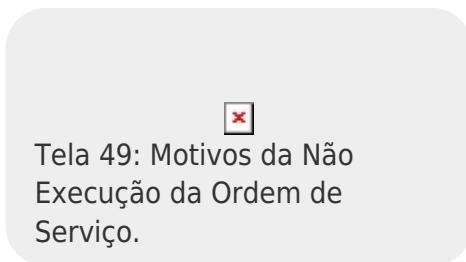 Tela 49: Motivos da Não
Execução da Ordem de
Serviço.